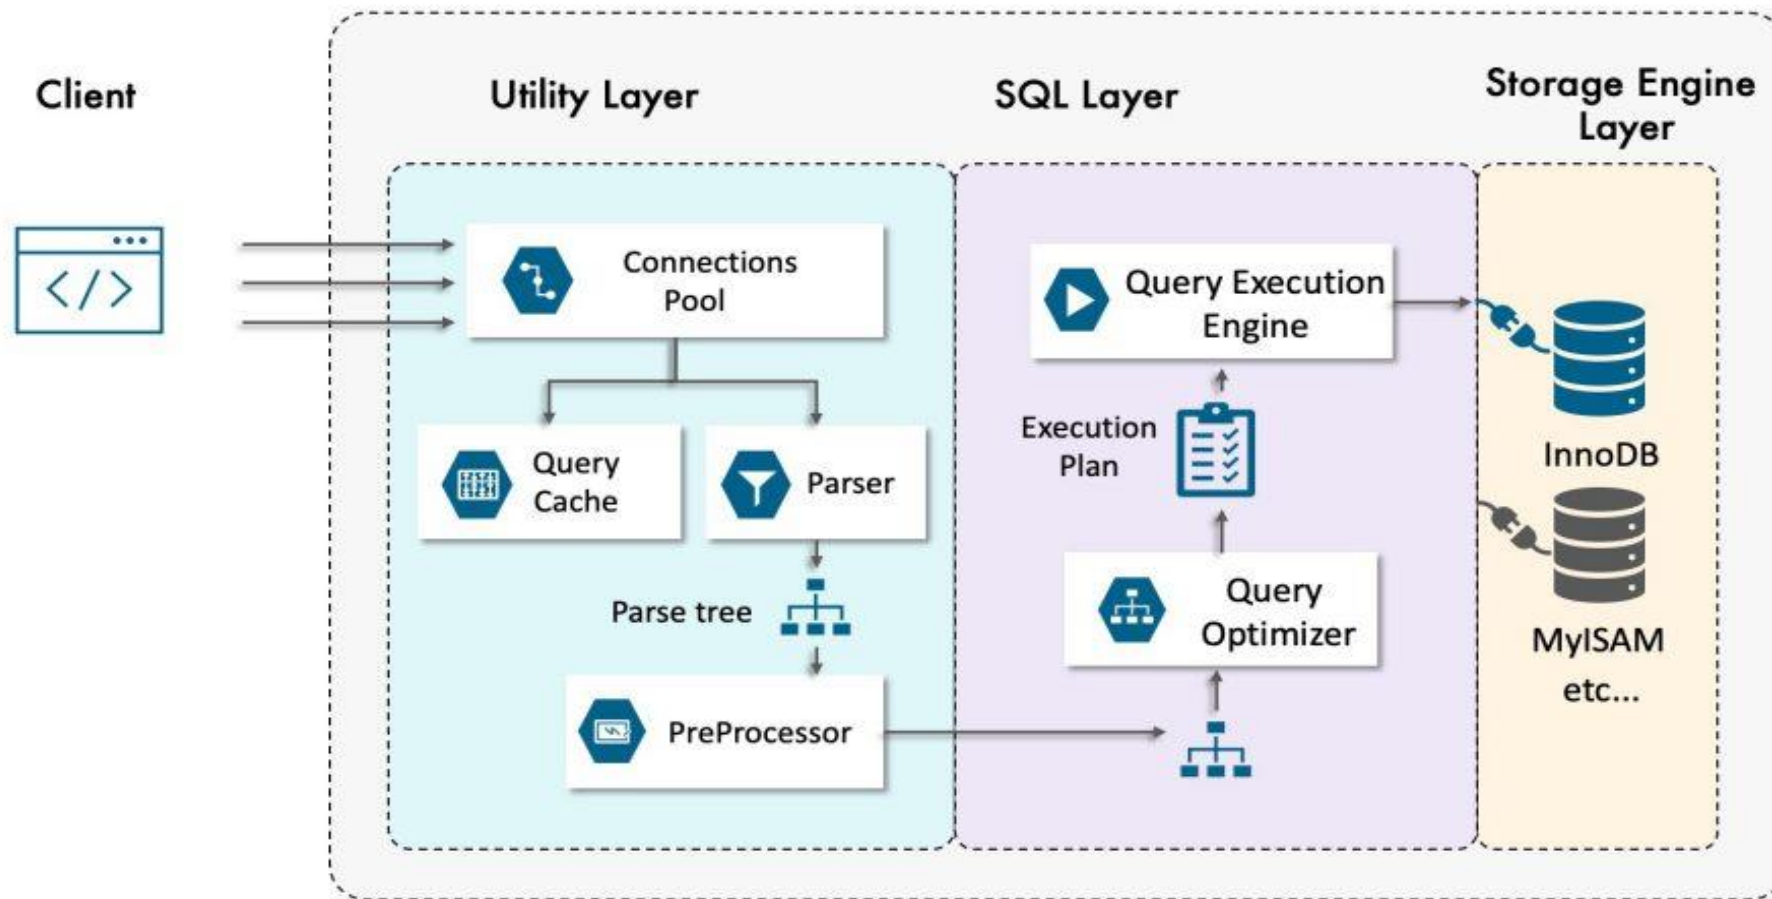 Client
Utility Layer
SQL Layer
Storage Engine
Layer
</>
Connections
Pool
Query
Cache
Parser
Parse tree
PreProcessor
Query Execution
Engine
Execution
Plan
Query
Optimizer
InnoDB
MyISAM
etc...